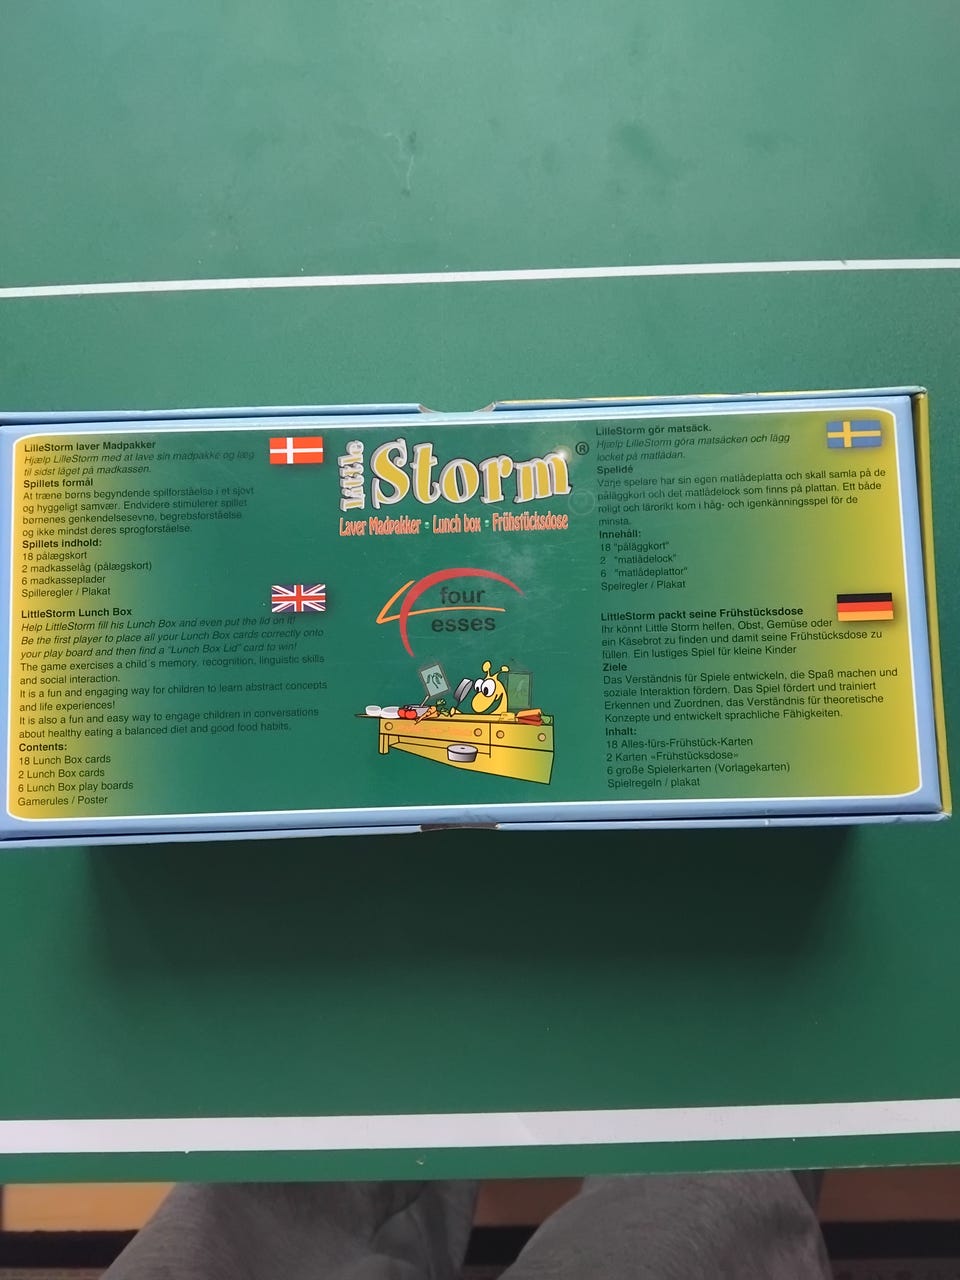 LilleStorm laver Madpakker
Hjælp LilleStorm med at lave sin madpakke og læg
til sidst låget på madkassen.
Spillets formål
At træne børns begyndende spilforståelse i et sjovt
og hyggeligt samvær. Endvidere stimulerer spillet
børnenes genkendelsesevne, begrebsforståelse
og ikke mindst deres sprogforståelse.
Spillets indhold:
18 pålægskort
2 madkasselåg (pålægskort)
6 madkasseplader
Spilleregler / Plakat
LittleStorm Lunch Box
Help LittleStorm fill his Lunch Box and even put the lid on it!
Be the first player to place all your Lunch Box cards correctly onto
your play board and then find a "Lunch Box Lid" card to win!
The game exercises a child´s memory, recognition, linguistic skills
and social interaction.
It is a fun and engaging way for children to learn abstract concepts
and life experiences!
It is also a fun and easy way to engage children in conversations
about healthy eating a balanced diet and good food habits.
Contents:
18 Lunch Box cards
2 Lunch Box cards
6 Lunch Box play boards
Gamerules / Poster
Little
Storm ®
Laver Madpakker - Lunch box - Frühstücksdose
four
esses
LilleStorm gör matsäck.
Hjælp LilleStorm göra matsäcken och lägg
locket på matlådan.
Spelidé
Varje spelare har sin egen matlådeplatta och skall samla på de
påläggkort och det matlådelock som finns på plattan. Ett både
roligt och lärorikt kom i håg- och igenkänningsspel för de
minsta.
Innehåll:
18 "påläggkort"
2 "matlådelock"
6 "matlådeplattor"
Spelregler / Plakat
LittleStorm packt seine Frühstücksdose
Ihr könnt Little Storm helfen, Obst, Gemüse oder
ein Käsebrot zu finden und damit seine Frühstücksdose zu
füllen. Ein lustiges Spiel für kleine Kinder
Ziele
Das Verständnis für Spiele entwickeln, die Spaß machen und
soziale Interaktion fördern. Das Spiel fördert und trainiert
Erkennen und Zuordnen, das Verständnis für theoretische
Konzepte und entwickelt sprachliche Fähigkeiten.
Inhalt:
18 Alles-fürs-Frühstück-Karten
2 Karten «Frühstücksdose»
6 große Spielerkarten (Vorlagekarten)
Spielregeln / plakat